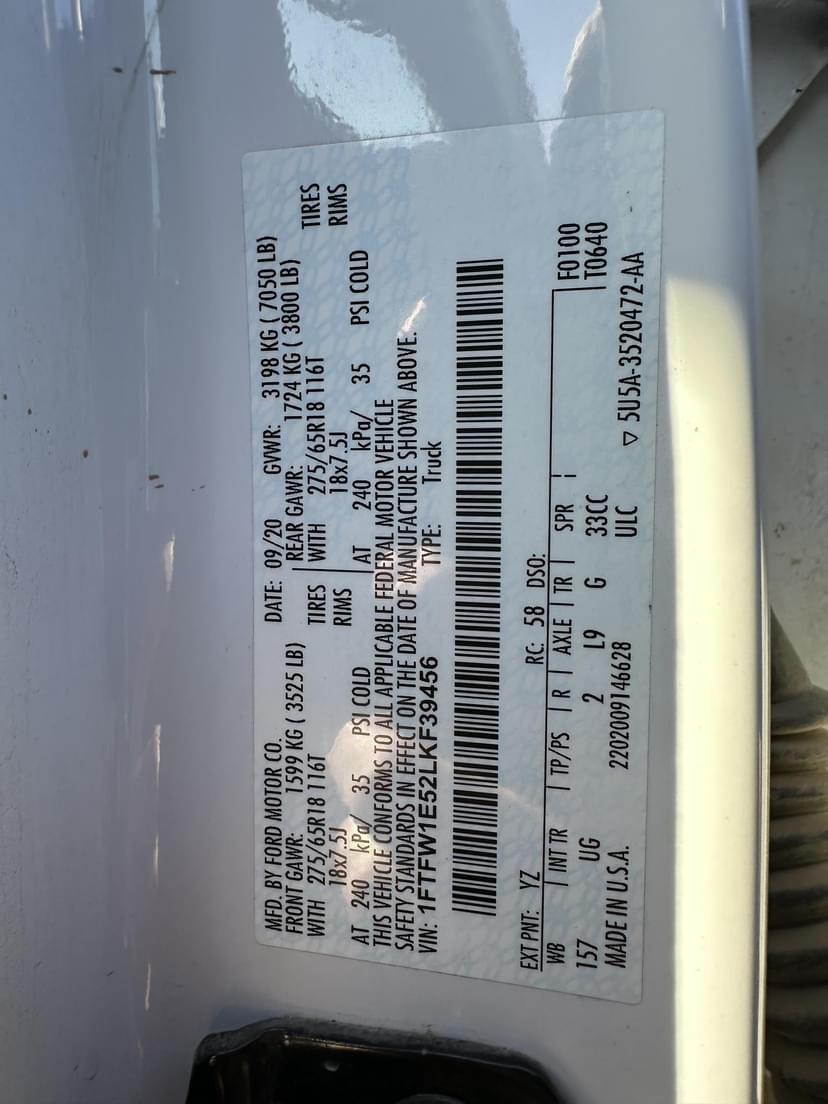 MFD. BY FORD MOTOR CO. DATE: 09/20 GVWR: 3198 KG ( 7050 LB)
FRONT GAWR: 1599 KG ( 3525 LB) REAR GAWR: 1724 KG ( 3800 LB)
WITH 275/65R18 116T TIRES WITH 275/65R18 116T TIRES
18x7.5J RIMS 18x7.5J RIMS
AT 240 kPa/ 35 PSI COLD AT 240 kPa/ 35 PSI COLD
THIS VEHICLE CONFORMS TO ALL APPLICABLE FEDERAL MOTOR VEHICLE
SAFETY STANDARDS IN EFFECT ON THE DATE OF MANUFACTURE SHOWN ABOVE.
VIN: 1FTFW1E52LKF39456 TYPE: Truck
EXT PNT: YZ RC: 58 DSO:
WB INT TR TP/PS R AXLE TR SPR F0100
157 UG 2 L9 G 33CC T0640
MADE IN U.S.A. 2202009146628 ULC ▽ 5U5A-3520472-AA